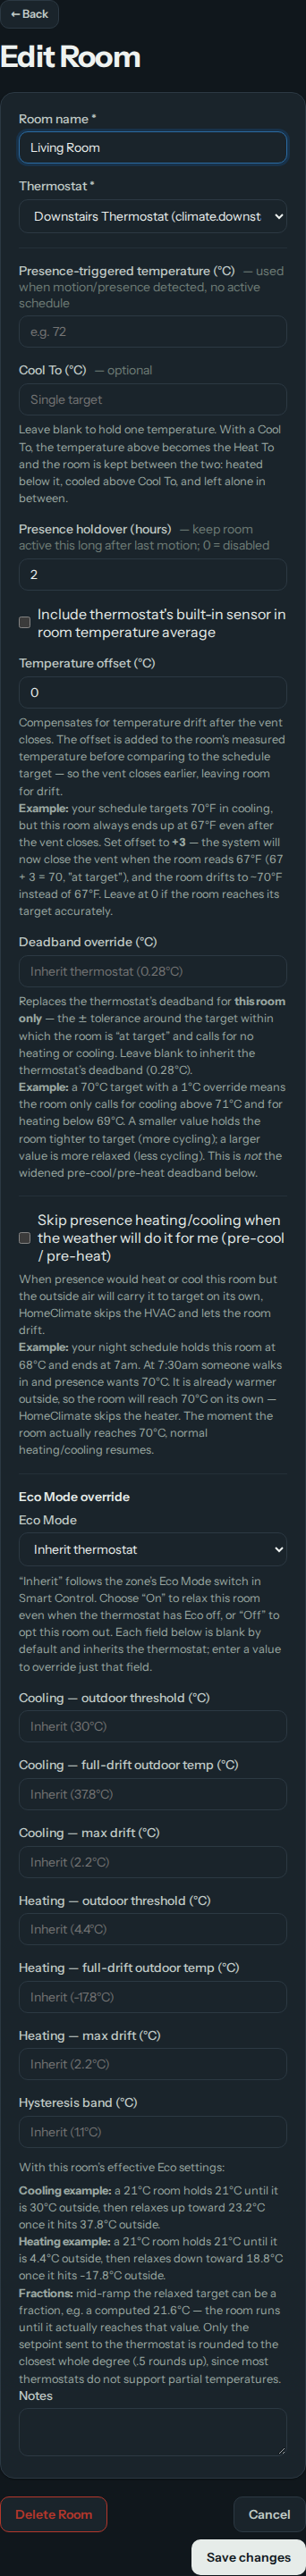 ← Back
Edit Room
Room name *
Living Room
Thermostat *
Downstairs Thermostat (climate.downst
Presence-triggered temperature (°C) — used
when motion/presence detected, no active
schedule
e.g. 72
Cool To (°C) — optional
Single target
Leave blank to hold one temperature. With a Cool
To, the temperature above becomes the Heat To
and the room is kept between the two: heated
below it, cooled above Cool To, and left alone in
between.
Presence holdover (hours) — keep room
active this long after last motion; 0 = disabled
2
Include thermostat's built-in sensor in
room temperature average
Temperature offset (°C)
0
Compensates for temperature drift after the vent
closes. The offset is added to the room's measured
temperature before comparing to the schedule
target — so the vent closes earlier, leaving room
for drift.
Example: your schedule targets 70°F in cooling,
but this room always ends up at 67°F even after
the vent closes. Set offset to +3 — the system will
now close the vent when the room reads 67°F (67
+ 3 = 70, "at target"), and the room drifts to ~70°F
instead of 67°F. Leave at 0 if the room reaches its
target accurately.
Deadband override (°C)
Inherit thermostat (0.28°C)
Replaces the thermostat's deadband for this room
only — the ± tolerance around the target within
which the room is “at target” and calls for no
heating or cooling. Leave blank to inherit the
thermostat's deadband (0.28°C).
Example: a 70°C target with a 1°C override means
the room only calls for cooling above 71°C and for
heating below 69°C. A smaller value holds the
room tighter to target (more cycling); a larger
value is more relaxed (less cycling). This is not the
widened pre-cool/pre-heat deadband below.
Skip presence heating/cooling when
the weather will do it for me (pre-cool
/ pre-heat)
When presence would heat or cool this room but
the outside air will carry it to target on its own,
HomeClimate skips the HVAC and lets the room
drift.
Example: your night schedule holds this room at
68°C and ends at 7am. At 7:30am someone walks
in and presence wants 70°C. It is already warmer
outside, so the room will reach 70°C on its own —
HomeClimate skips the heater. The moment the
room actually reaches 70°C, normal
heating/cooling resumes.
Eco Mode override
Eco Mode
Inherit thermostat
“Inherit” follows the zone's Eco Mode switch in
Smart Control. Choose “On” to relax this room
even when the thermostat has Eco off, or “Off” to
opt this room out. Each field below is blank by
default and inherits the thermostat; enter a value
to override just that field.
Cooling — outdoor threshold (°C)
Inherit (30°C)
Cooling — full-drift outdoor temp (°C)
Inherit (37.8°C)
Cooling — max drift (°C)
Inherit (2.2°C)
Heating — outdoor threshold (°C)
Inherit (4.4°C)
Heating — full-drift outdoor temp (°C)
Inherit (-17.8°C)
Heating — max drift (°C)
Inherit (2.2°C)
Hysteresis band (°C)
Inherit (1.1°C)
With this room's effective Eco settings:
Cooling example: a 21°C room holds 21°C until it
is 30°C outside, then relaxes up toward 23.2°C
once it hits 37.8°C outside.
Heating example: a 21°C room holds 21°C until it
is 4.4°C outside, then relaxes down toward 18.8°C
once it hits -17.8°C outside.
Fractions: mid-ramp the relaxed target can be a
fraction, e.g. a computed 21.6°C — the room runs
until it actually reaches that value. Only the
setpoint sent to the thermostat is rounded to the
closest whole degree (.5 rounds up), since most
thermostats do not support partial temperatures.
Notes
Delete Room
Cancel
Save changes